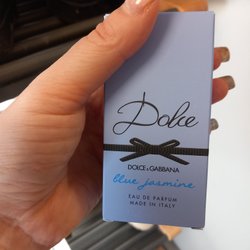 Dolce
DOLCE & GABBANA
blue jasmine
EAU DE PARFUM
MADE IN ITALY